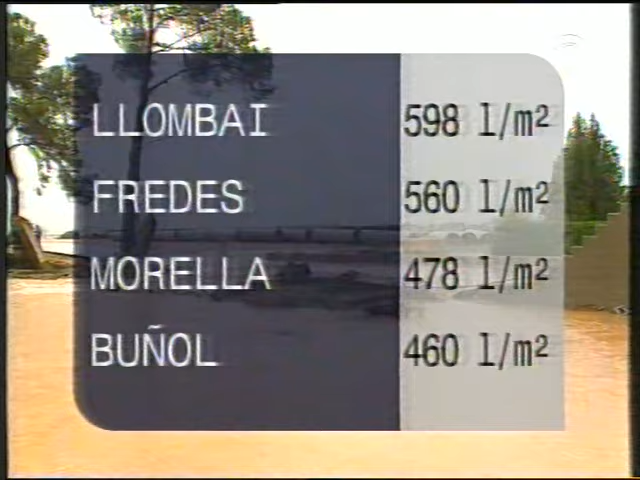 LLOMBAI 598 l/m²
FREDES 560 l/m²
MORELLA 478 l/m²
BUÑOL 460 l/m²